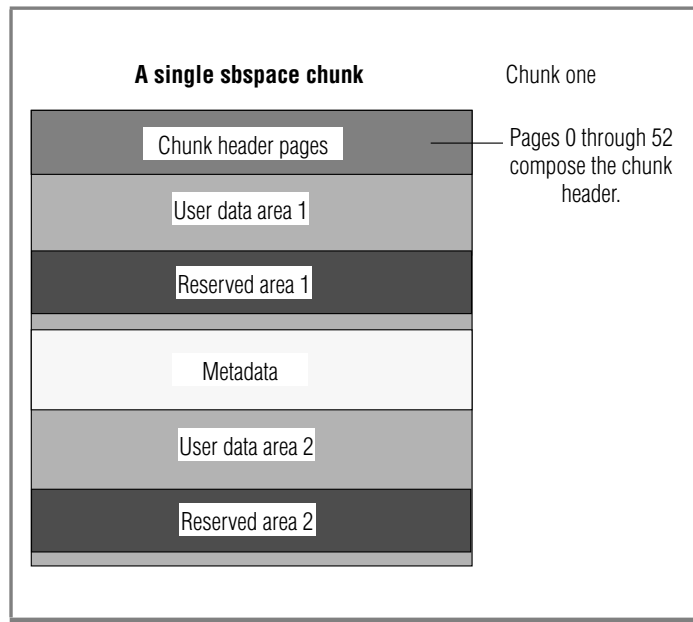 A single sbspace chunk
Chunk one
Chunk header pages
Pages 0 through 52
compose the chunk
header.
User data area 1
Reserved area 1
Metadata
User data area 2
Reserved area 2